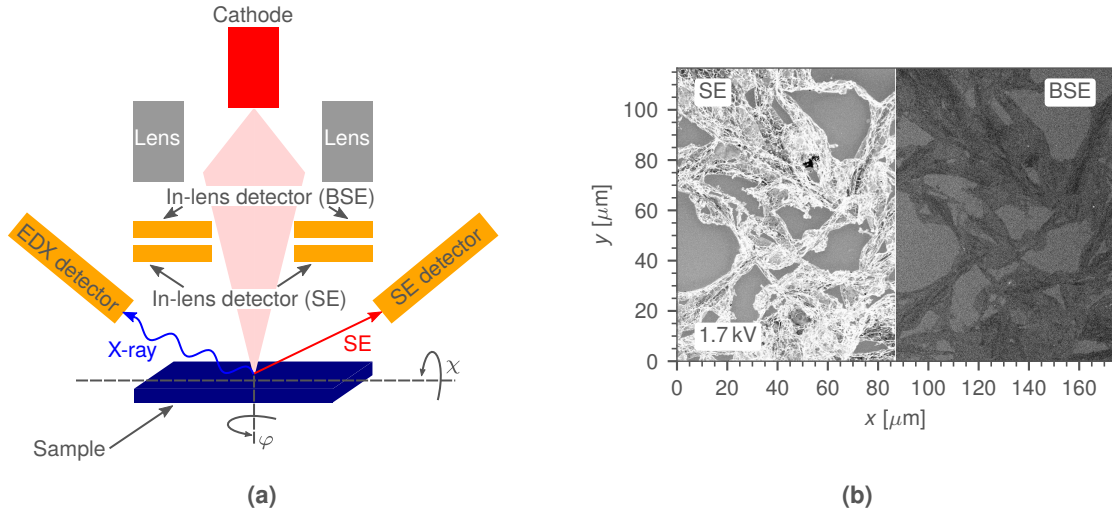 Cathode
Lens
Lens
In-lens detector (BSE)
EDX detector
SE detector
In-lens detector (SE)
X-ray
SE
χ
φ
Sample
(a)
SE
BSE
1.7 kV
100
80
60
40
20
0
y [μm]
0 20 40 60 80 100 120 140 160
x [μm]
(b)